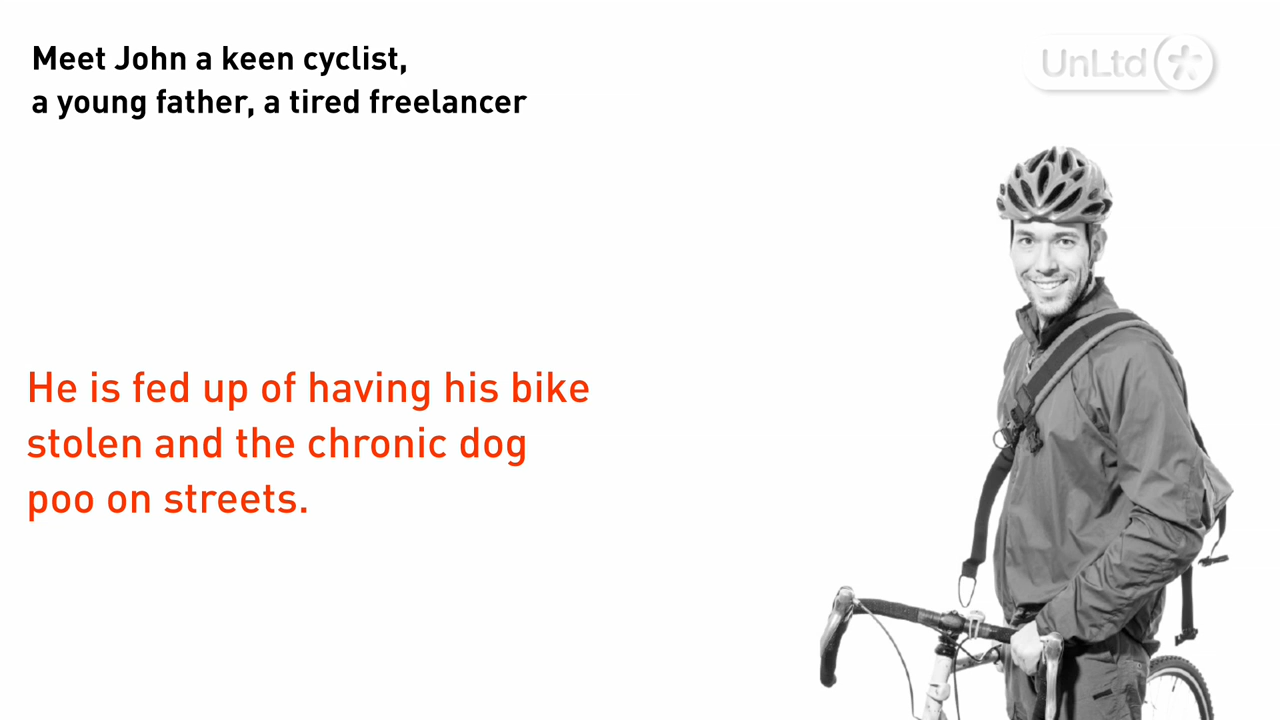 Meet John a keen cyclist,
a young father, a tired freelancer
UnLtd
He is fed up of having his bike
stolen and the chronic dog
poo on streets.